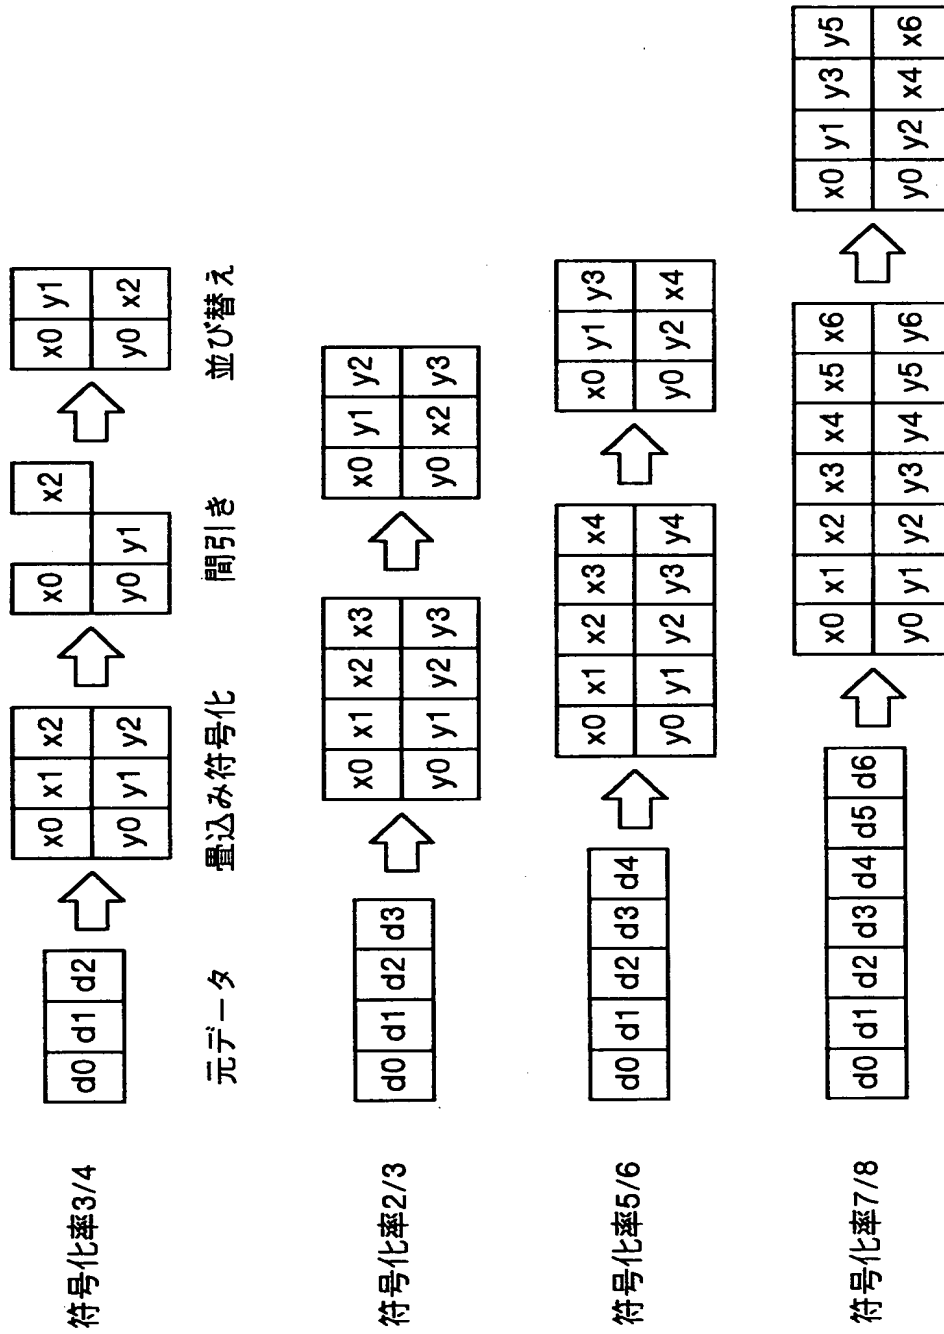 符号化率3/4
d0 d1 d2
元データ
x0 x1 x2
y0 y1 y2
畳込み符号化
x0 x2
y0 y1
間引き
x0 y1
y0 x2
並び替え
符号化率2/3
d0 d1 d2 d3
x0 x1 x2 x3
y0 y1 y2 y3
x0 y1 y2
y0 x2 y3
符号化率5/6
d0 d1 d2 d3 d4
x0 x1 x2 x3 x4
y0 y1 y2 y3 y4
x0 y1 y3
y0 y2 x4
符号化率7/8
d0 d1 d2 d3 d4 d5 d6
x0 x1 x2 x3 x4 x5 x6
y0 y1 y2 y3 y4 y5 y6
x0 y1 y3 y5
y0 y2 x4 x6